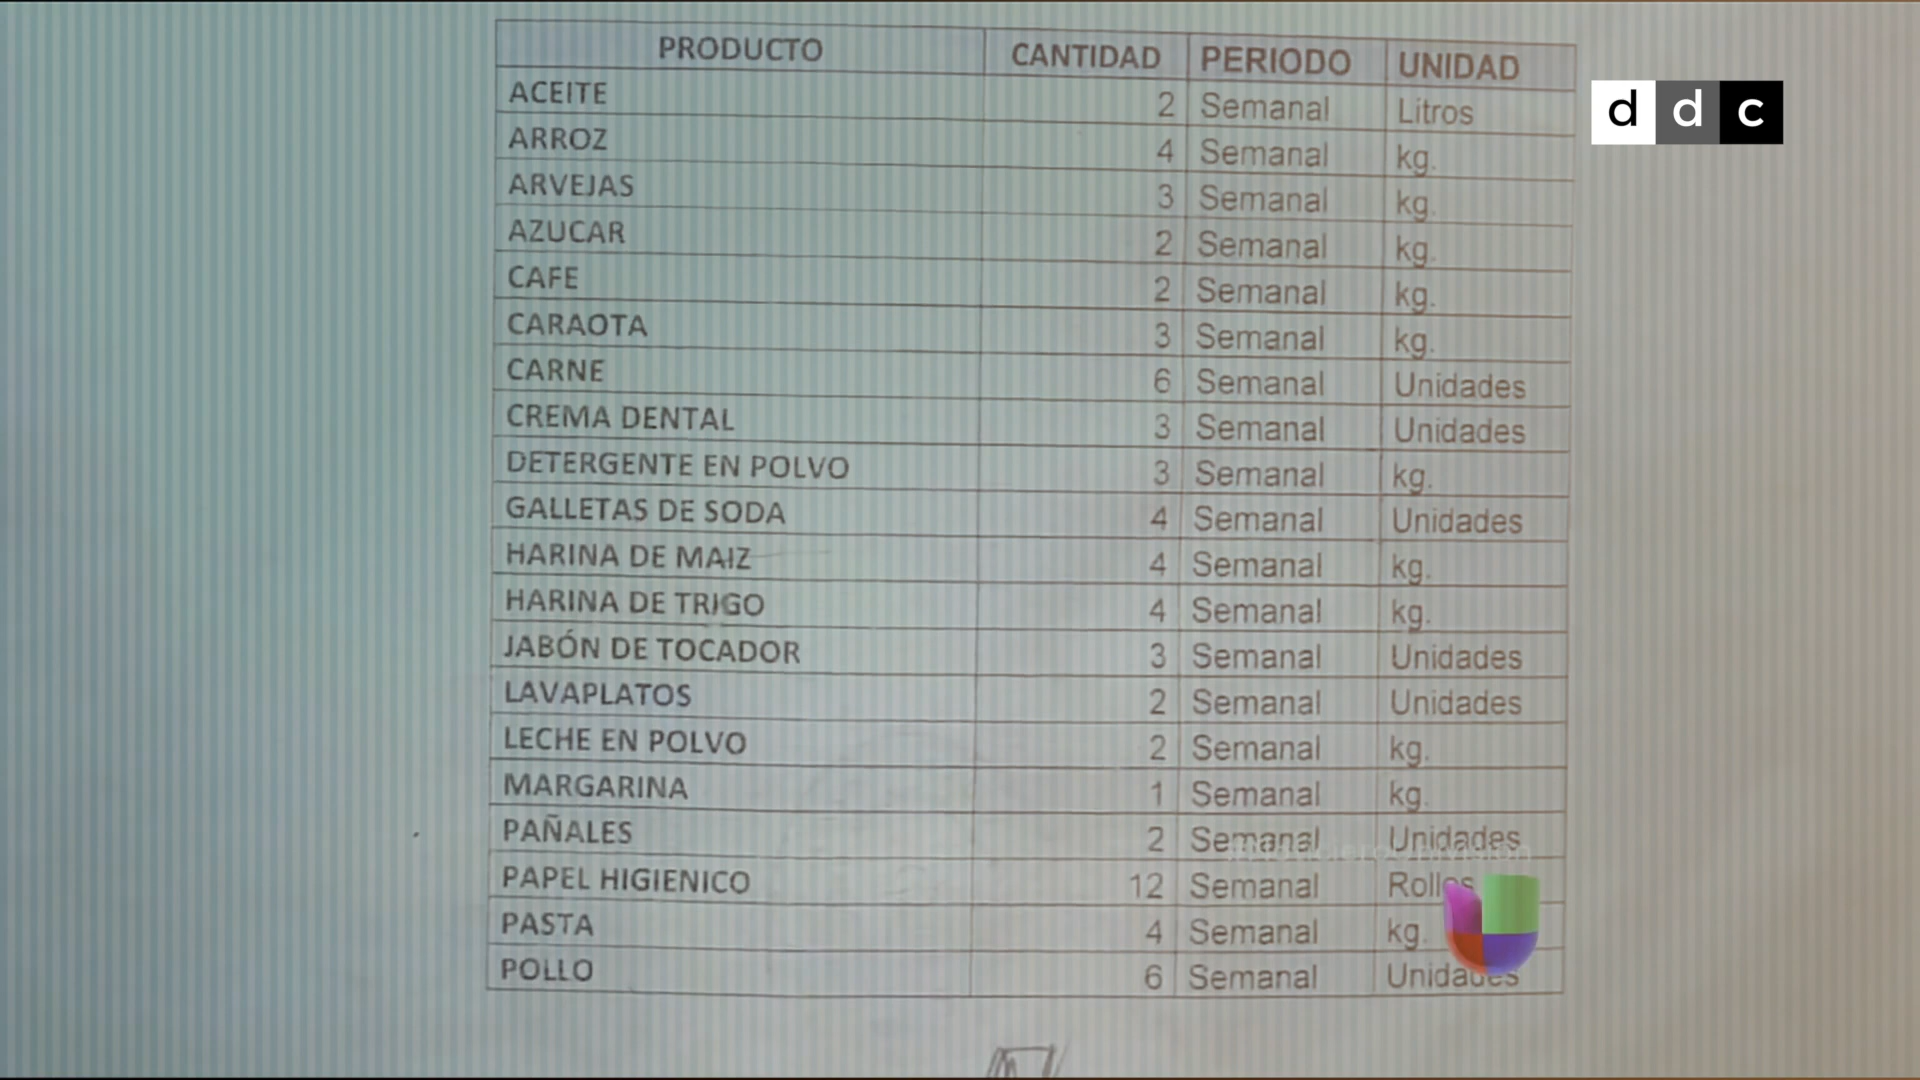 PRODUCTO CANTIDAD PERIODO UNIDAD
ACEITE 2 Semanal Litros
ARROZ 4 Semanal kg.
ARVEJAS 3 Semanal kg.
AZUCAR 2 Semanal kg.
CAFE 2 Semanal kg.
CARAOTA 3 Semanal kg.
CARNE 6 Semanal Unidades
CREMA DENTAL 3 Semanal Unidades
DETERGENTE EN POLVO 3 Semanal kg.
GALLETAS DE SODA 4 Semanal Unidades
HARINA DE MAIZ 4 Semanal kg.
HARINA DE TRIGO 4 Semanal kg.
JABÓN DE TOCADOR 3 Semanal Unidades
LAVAPLATOS 2 Semanal Unidades
LECHE EN POLVO 2 Semanal kg.
MARGARINA 1 Semanal kg.
PAÑALES 2 Semanal Unidades
#NoticieroUnivision
PAPEL HIGIENICO 12 Semanal Rollos
PASTA 4 Semanal kg.
POLLO 6 Semanal Unidades
ddc